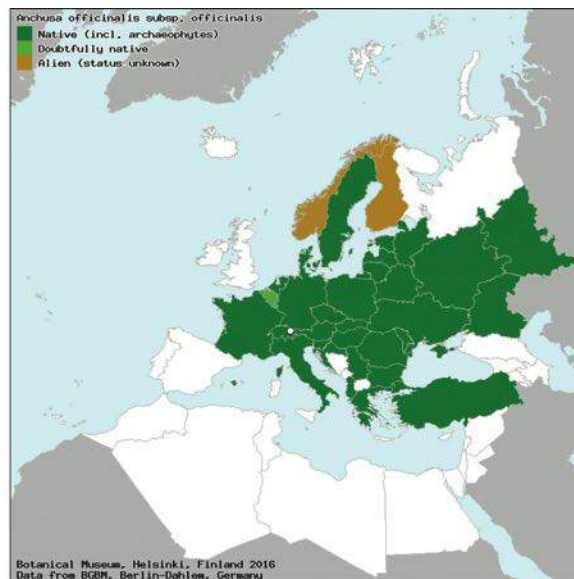 Anchusa officinalis subsp. officinalis
Native (incl. archaeophytes)
Doubtfully native
Alien (status unknown)
Botanical Museum, Helsinki, Finland 2016
Data from BGBM, Berlin-Dahlem, Germany